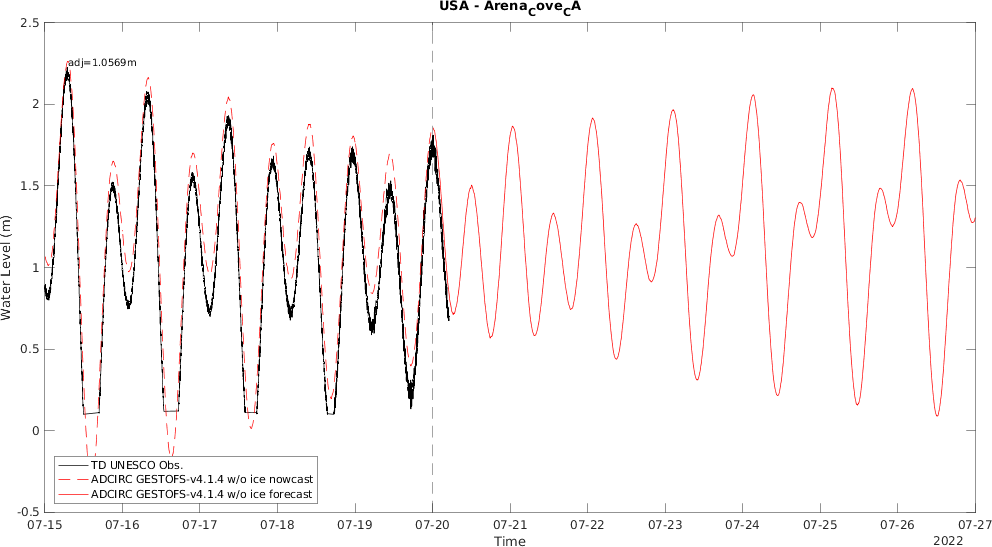 USA - ArenaCoveCA
2.5
adj=1.0569m
2
1.5
Water Level (m)
1
0.5
0
TD UNESCO Obs.
ADCIRC GESTOFS-v4.1.4 w/o ice nowcast
ADCIRC GESTOFS-v4.1.4 w/o ice forecast
-0.5
07-15 07-16 07-17 07-18 07-19 07-20 07-21 07-22 07-23 07-24 07-25 07-26 07-27
Time
2022